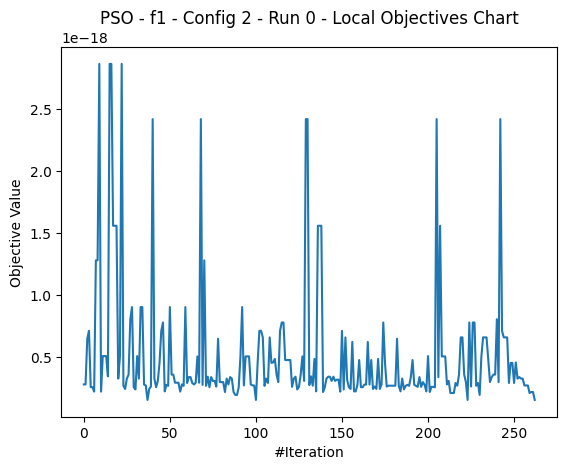 PSO - f1 - Config 2 - Run 0 - Local Objectives Chart
1e−18
2.5
2.0
1.5
1.0
0.5
Objective Value
0
50
100
150
200
250
#Iteration